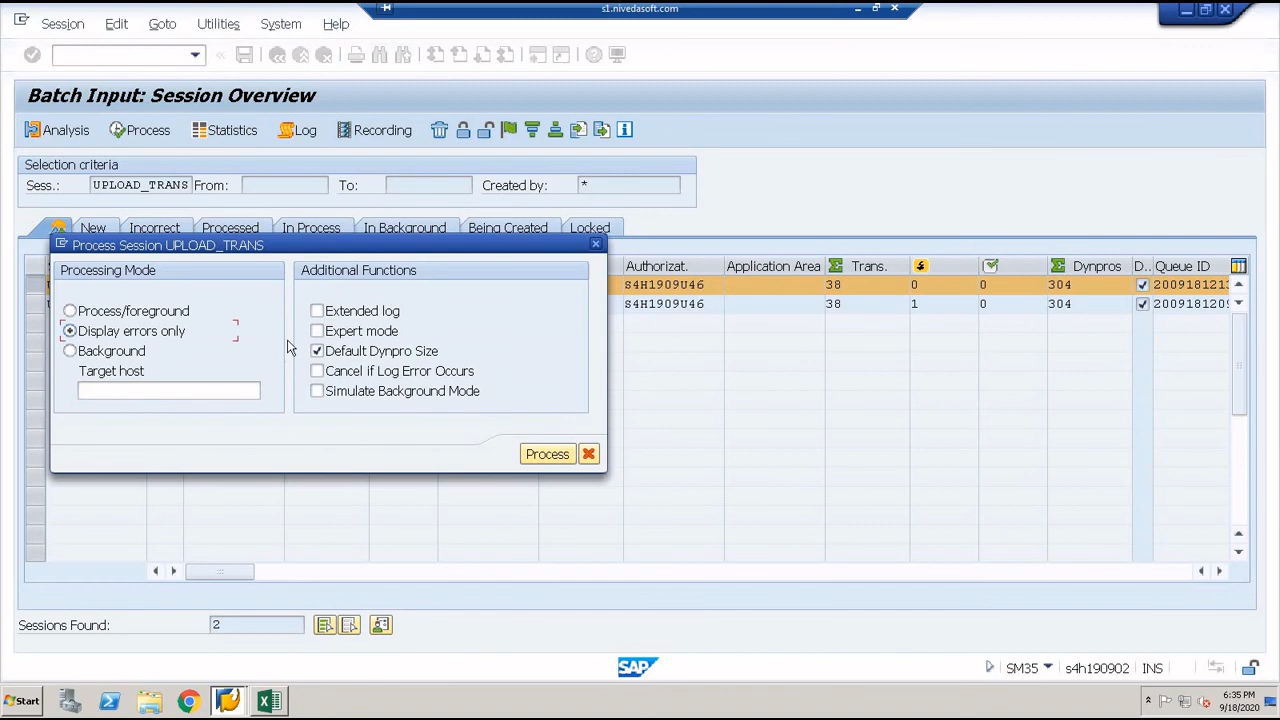 s1.nivedasoft.com
Session Edit Goto Utilities System Help
Batch Input: Session Overview
Analysis Process Statistics Log Recording
Selection criteria
Sess.: UPLOAD_TRANS From: To: Created by: *
New Incorrect Processed In Process In Background Being Created Locked
Process Session UPLOAD_TRANS
Processing Mode
Process/foreground
Display errors only
Background
Target host
Additional Functions
Extended log
Expert mode
Default Dynpro Size
Cancel if Log Error Occurs
Simulate Background Mode
Process
Authorizat. Application Area Trans. Dynpros D.. Queue ID
S4H1909U46 38 0 0 304 2009181213
S4H1909U46 38 1 0 304 2009181209
Sessions Found: 2
SAP
SM35 s4h190902 INS
Start
6:35 PM
9/18/2020